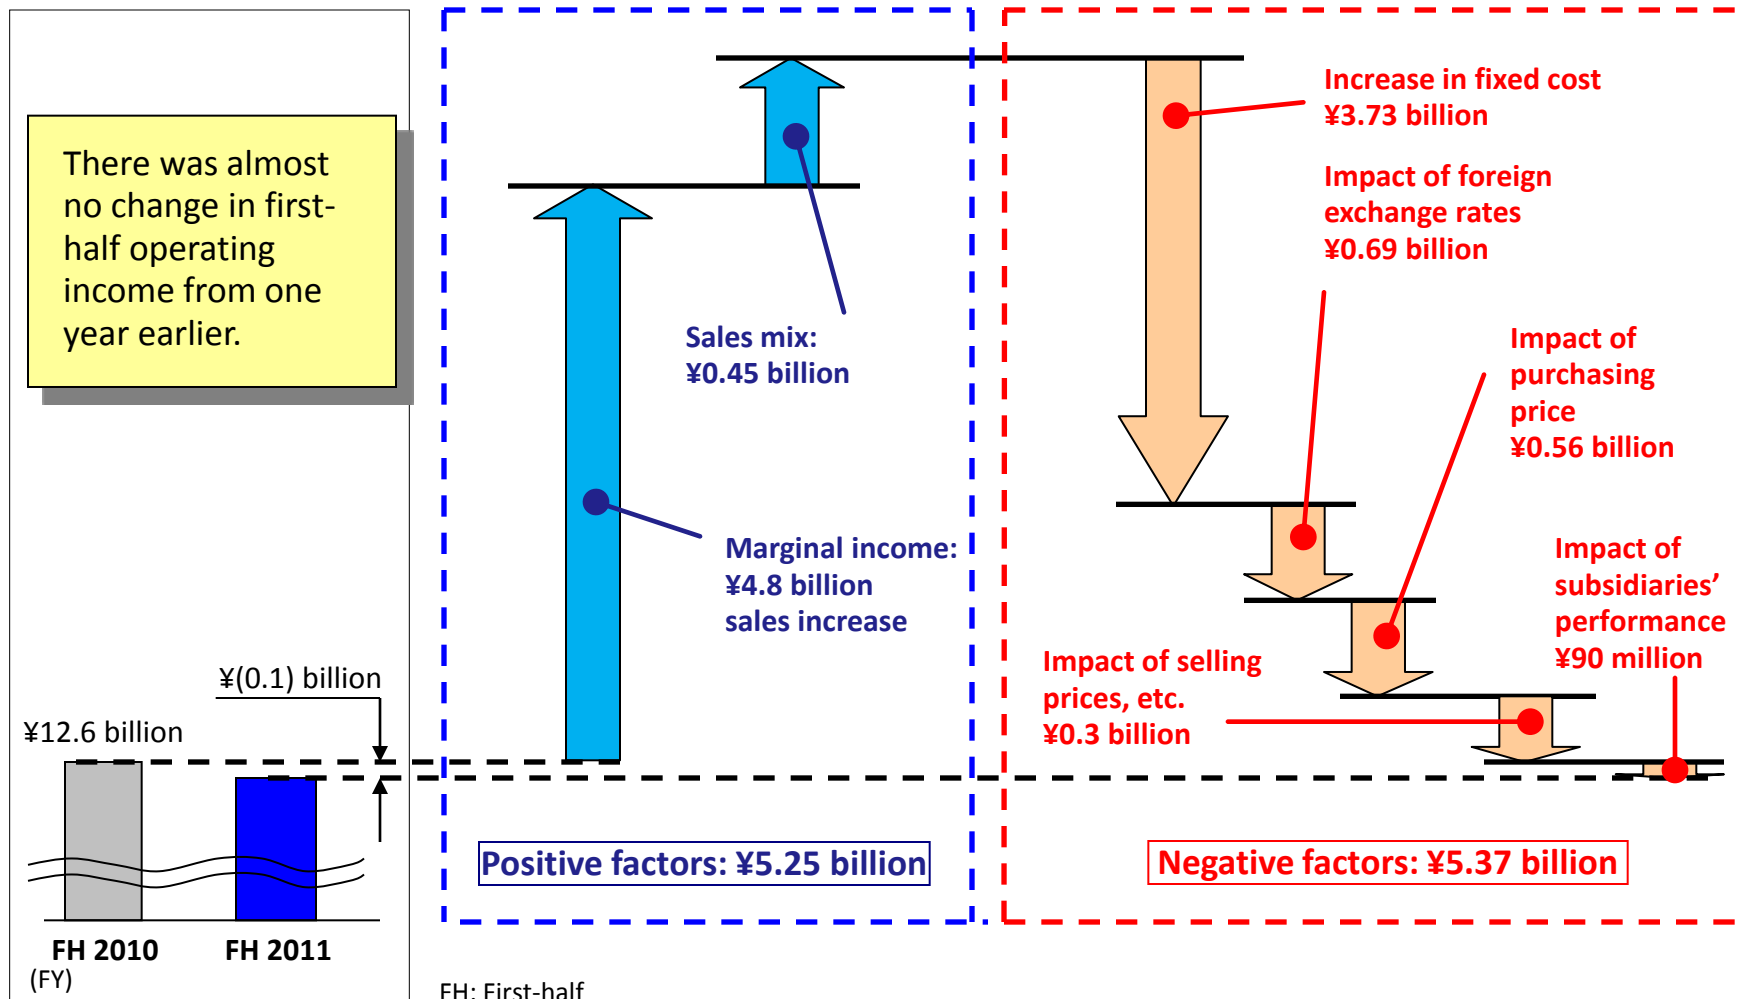 There was almost
no change in first-
half operating
income from one
year earlier.
¥(0.1) billion
¥12.6 billion
FH 2010
FH 2011
(FY)
Sales mix:
¥0.45 billion
Marginal income:
¥4.8 billion
sales increase
Positive factors: ¥5.25 billion
FH: First-half
Increase in fixed cost
¥3.73 billion
Impact of foreign
exchange rates
¥0.69 billion
Impact of
purchasing
price
¥0.56 billion
Impact of selling
prices, etc.
¥0.3 billion
Impact of
subsidiaries’
performance
¥90 million
Negative factors: ¥5.37 billion